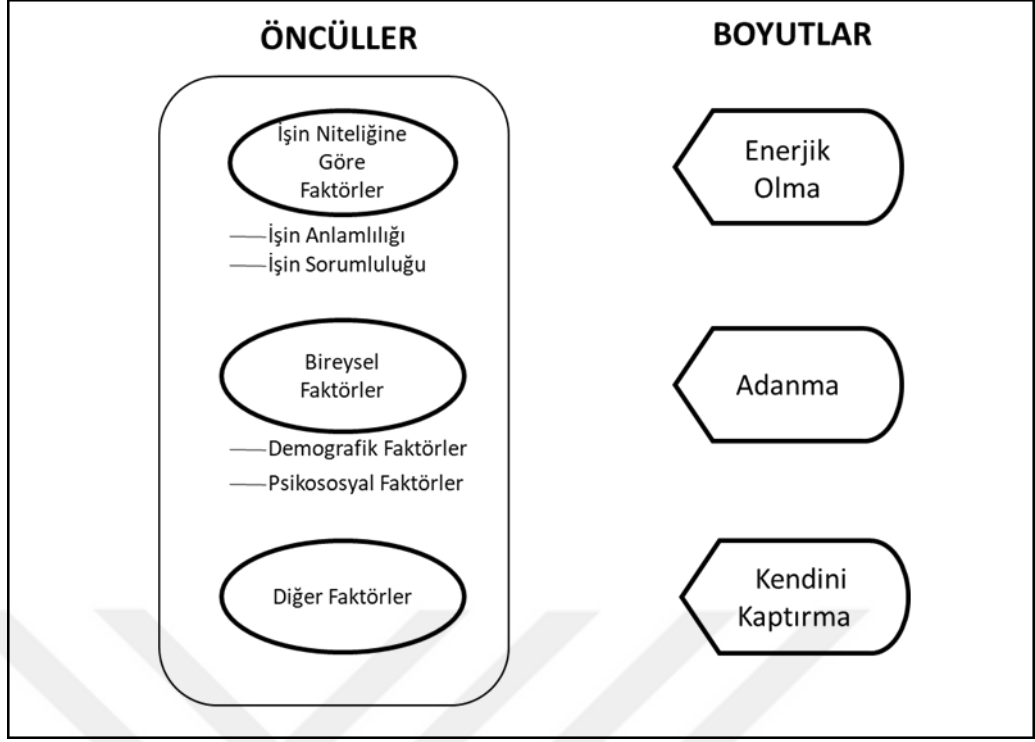 ÖNCÜLLER
İşin Niteliğine
Göre
Faktörler
İşin Anlamlılığı
İşin Sorumluluğu
Bireysel
Faktörler
Demografik Faktörler
Psikososyal Faktörler
Diğer Faktörler
BOYUTLAR
Enerjik
Olma
Adanma
Kendini
Kaptırma